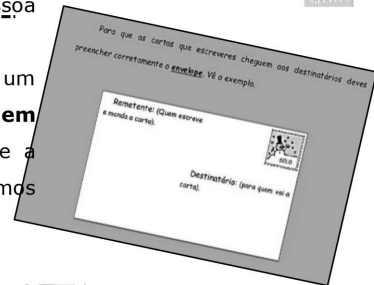 ssoa
Para que as cartas que escreveres cheguem aos destinatários deves
preencher corretamente o envelope. Vê o exemplo.
um
em
e a
mos
Remetente: (Quem escreve
e manda a carta).
SELO
Destinatário: (para quem vai a
carta).